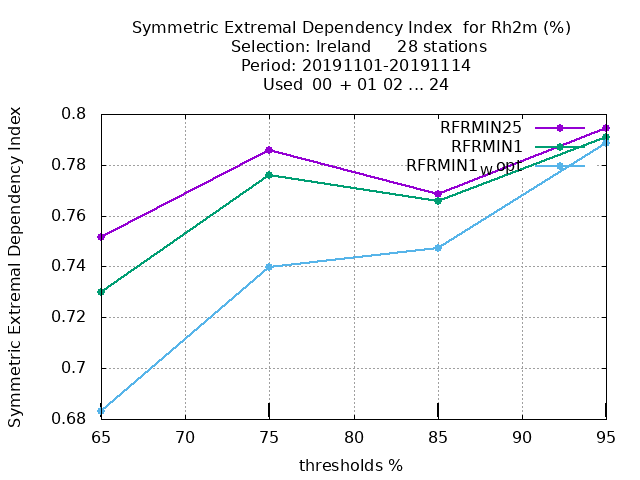 Symmetric Extremal Dependency Index  for Rh2m (%)
Selection: Ireland     28 stations
Period: 20191101-20191114
Used  00 + 01 02 ... 24
Symmetric Extremal Dependency Index
0.8
0.78
0.76
0.74
0.72
0.7
0.68
RFRMIN25
RFRMIN1
RFRMIN1w opt
65 70 75 80 85 90 95
thresholds %